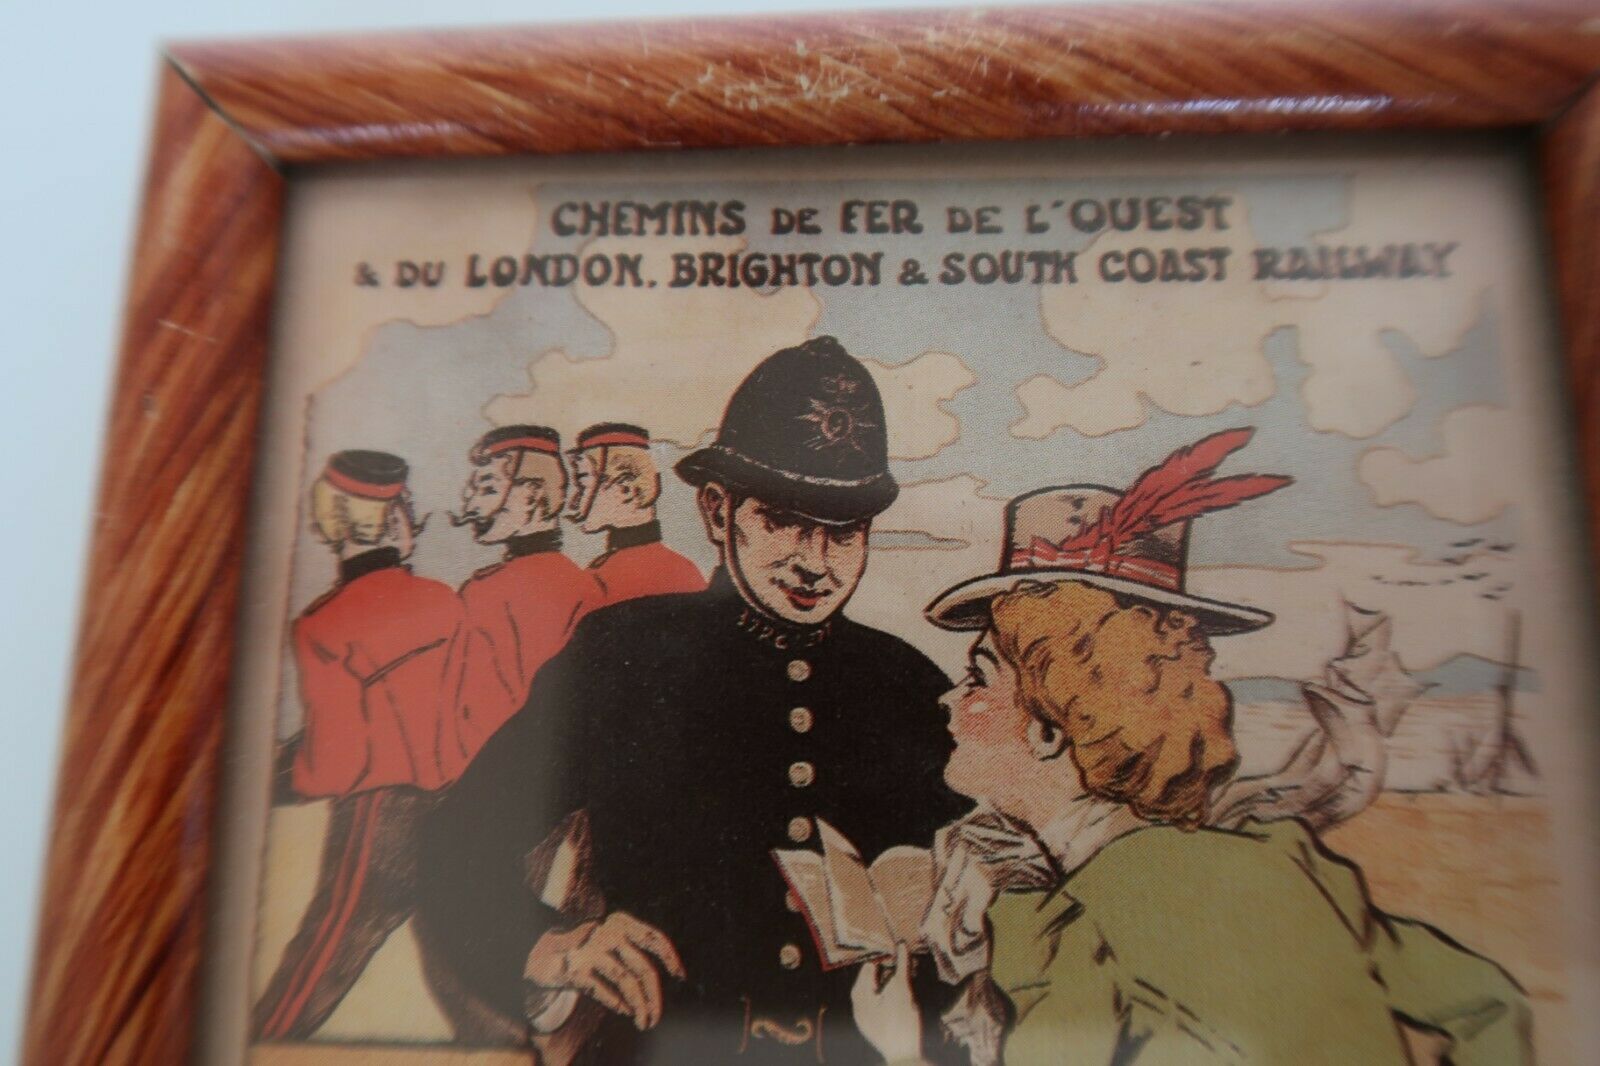 CHEMINS DE FER DE L'OUEST
& DU LONDON. BRIGHTON & SOUTH COAST RAILWAY